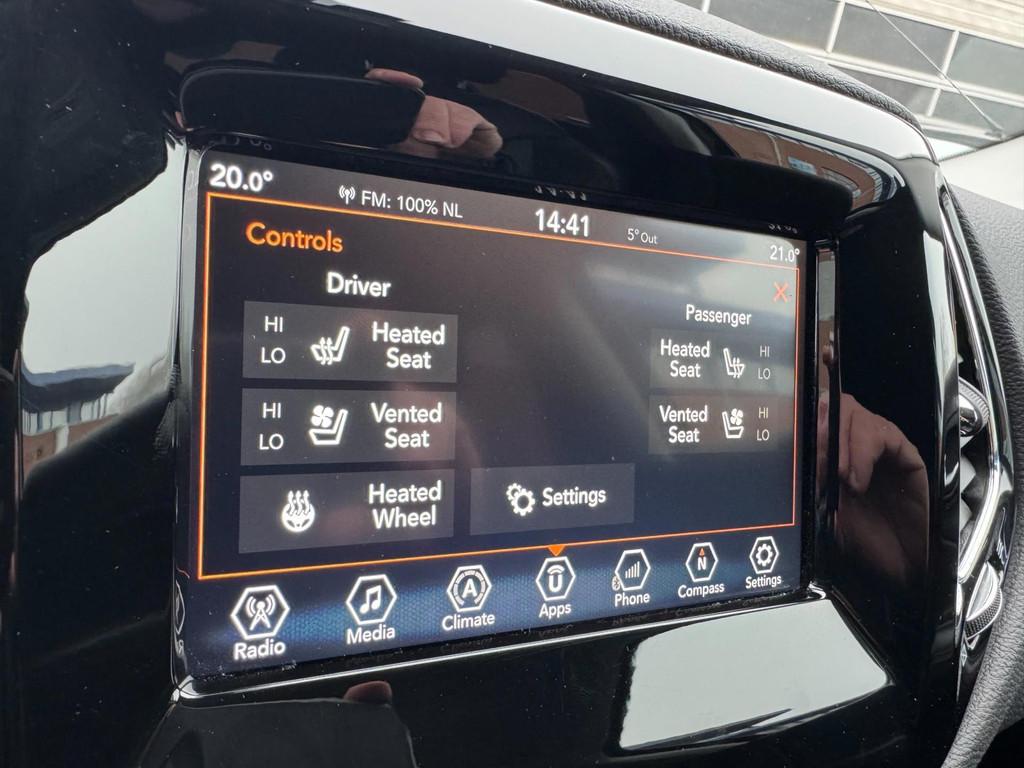 20.0°
FM: 100% NL
14:41
5° Out
21.0°
Controls
Driver
HI
LO
Heated
Seat
HI
LO
Vented
Seat
Heated
Wheel
Settings
Passenger
Heated
Seat
HI
LO
Vented
Seat
HI
LO
Radio
Media
A
Climate
Apps
Phone
N
Compass
Settings